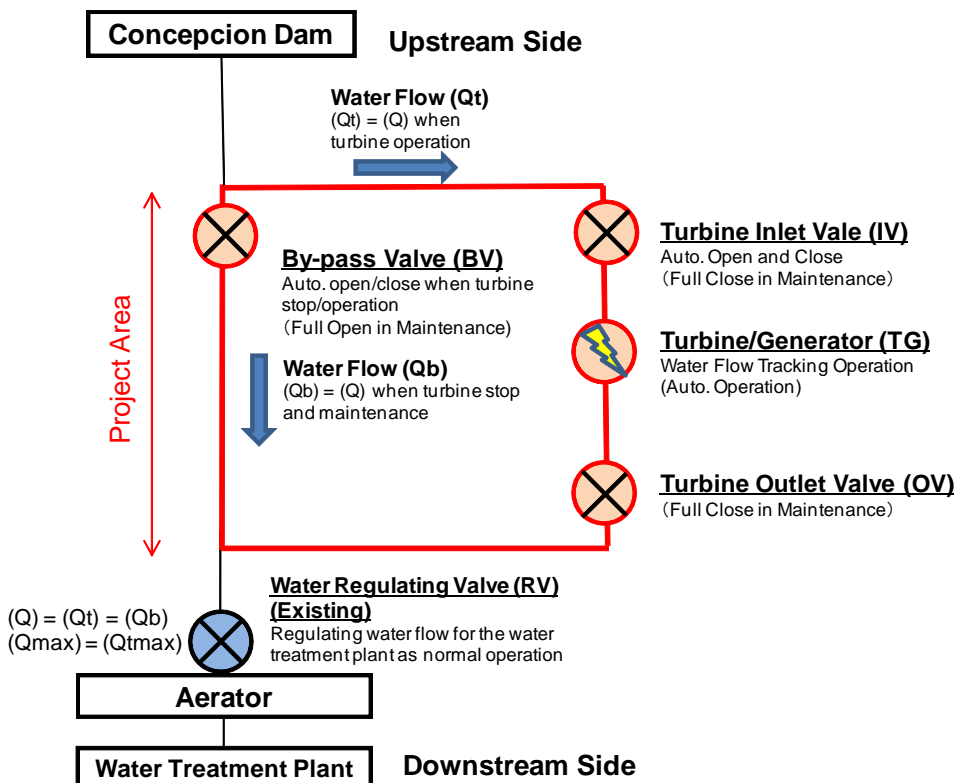 Concepcion Dam
Upstream Side
Water Flow (Qt)
(Qt) = (Q) when
turbine operation
Project Area
By-pass Valve (BV)
Auto. open/close when turbine
stop/operation
(Full Open in Maintenance)
Water Flow (Qb)
(Qb) = (Q) when turbine stop
and maintenance
Turbine Inlet Vale (IV)
Auto. Open and Close
(Full Close in Maintenance)
Turbine/Generator (TG)
Water Flow Tracking Operation
(Auto. Operation)
Turbine Outlet Valve (OV)
(Full Close in Maintenance)
Water Regulating Valve (RV)
(Existing)
Regulating water flow for the water
treatment plant as normal operation
(Q) = (Qt) = (Qb)
(Qmax) = (Qtmax)
Aerator
Water Treatment Plant
Downstream Side